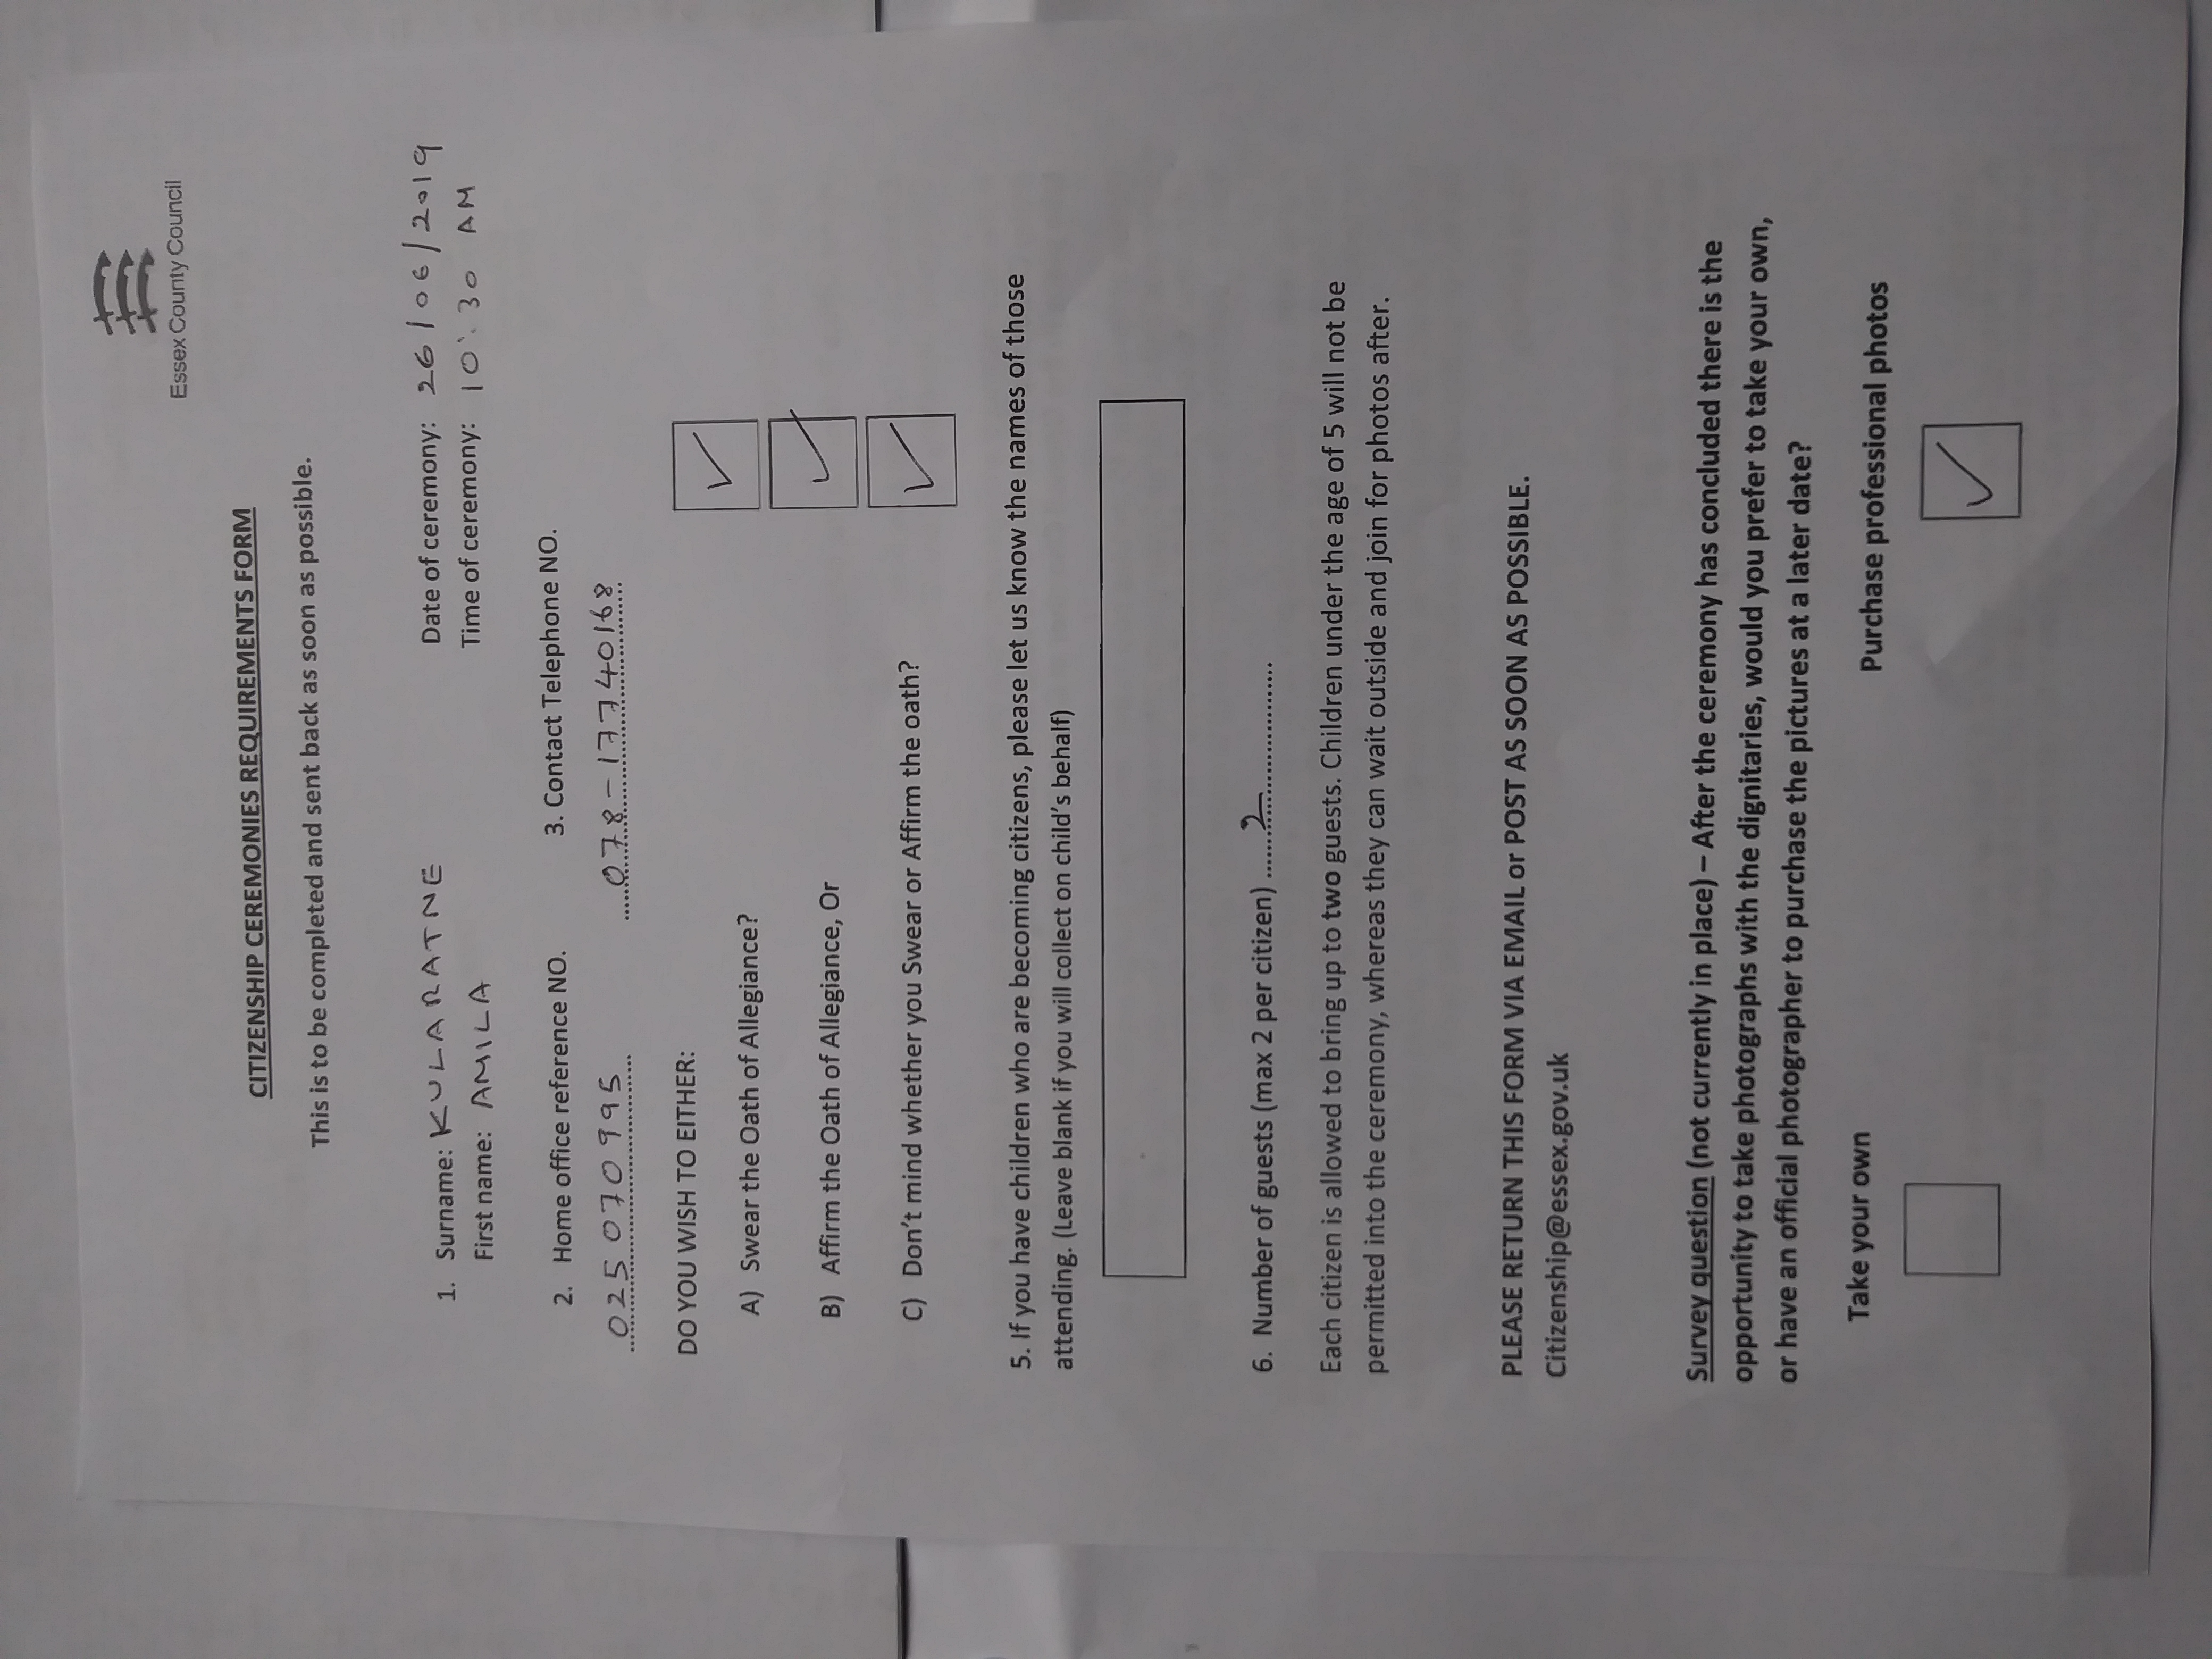 Essex County Council
CITIZENSHIP CEREMONIES REQUIREMENTS FORM
This is to be completed and sent back as soon as possible.
1. Surname: KULARATNE
First name: AMILA
Date of ceremony: 26/06/2019
Time of ceremony: 10:30 AM
2. Home office reference NO.
3. Contact Telephone NO.
025070995
078-17740168
DO YOU WISH TO EITHER:
A) Swear the Oath of Allegiance?
B) Affirm the Oath of Allegiance, Or
C) Don't mind whether you Swear or Affirm the oath?
5. If you have children who are becoming citizens, please let us know the names of those
attending. (Leave blank if you will collect on child's behalf)
6. Number of guests (max 2 per citizen) ......2..............................
Each citizen is allowed to bring up to two guests. Children under the age of 5 will not be
permitted into the ceremony, whereas they can wait outside and join for photos after.
PLEASE RETURN THIS FORM VIA EMAIL or POST AS SOON AS POSSIBLE.
Citizenship@essex.gov.uk
Survey question (not currently in place) – After the ceremony has concluded there is the
opportunity to take photographs with the dignitaries, would you prefer to take your own,
or have an official photographer to purchase the pictures at a later date?
Take your own
Purchase professional photos